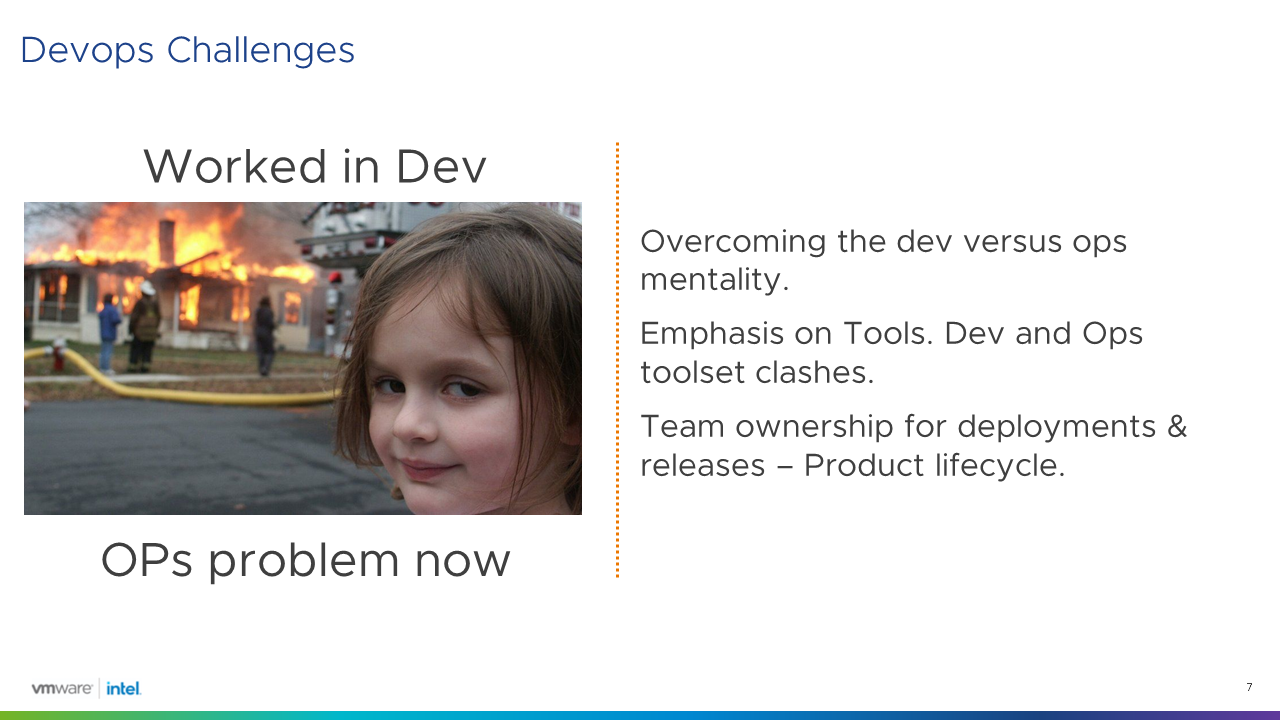 Devops Challenges
Worked in Dev
OPs problem now
Overcoming the dev versus ops
mentality.
Emphasis on Tools. Dev and Ops
toolset clashes.
Team ownership for deployments &
releases – Product lifecycle.
vmware intel.
7